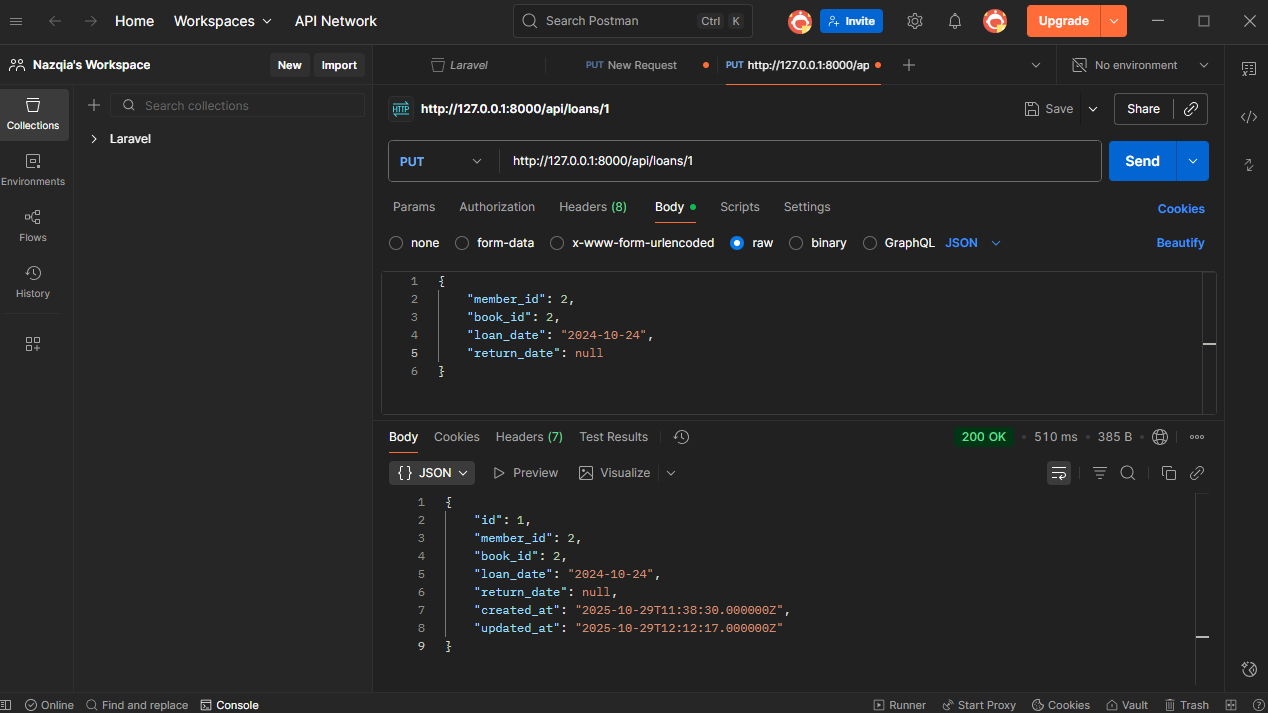 Home Workspaces API Network Search Postman Ctrl K Invite Upgrade
Nazqia's Workspace New Import Laravel PUT New Request PUT http://127.0.0.1:8000/ap No environment
Collections
Environments
Flows
History
Search collections
Laravel
HTTP http://127.0.0.1:8000/api/loans/1 Save Share
PUT http://127.0.0.1:8000/api/loans/1 Send
Params Authorization Headers (8) Body Scripts Settings Cookies
none form-data x-www-form-urlencoded raw binary GraphQL JSON Beautify
1 {
2 "member_id": 2,
3 "book_id": 2,
4 "loan_date": "2024-10-24",
5 "return_date": null
6 }
Body Cookies Headers (7) Test Results 200 OK 510 ms 385 B
{} JSON Preview Visualize
1 {
2 "id": 1,
3 "member_id": 2,
4 "book_id": 2,
5 "loan_date": "2024-10-24",
6 "return_date": null,
7 "created_at": "2025-10-29T11:38:30.000000Z",
8 "updated_at": "2025-10-29T12:12:17.000000Z"
9 }
Online Find and replace Console Runner Start Proxy Cookies Vault Trash